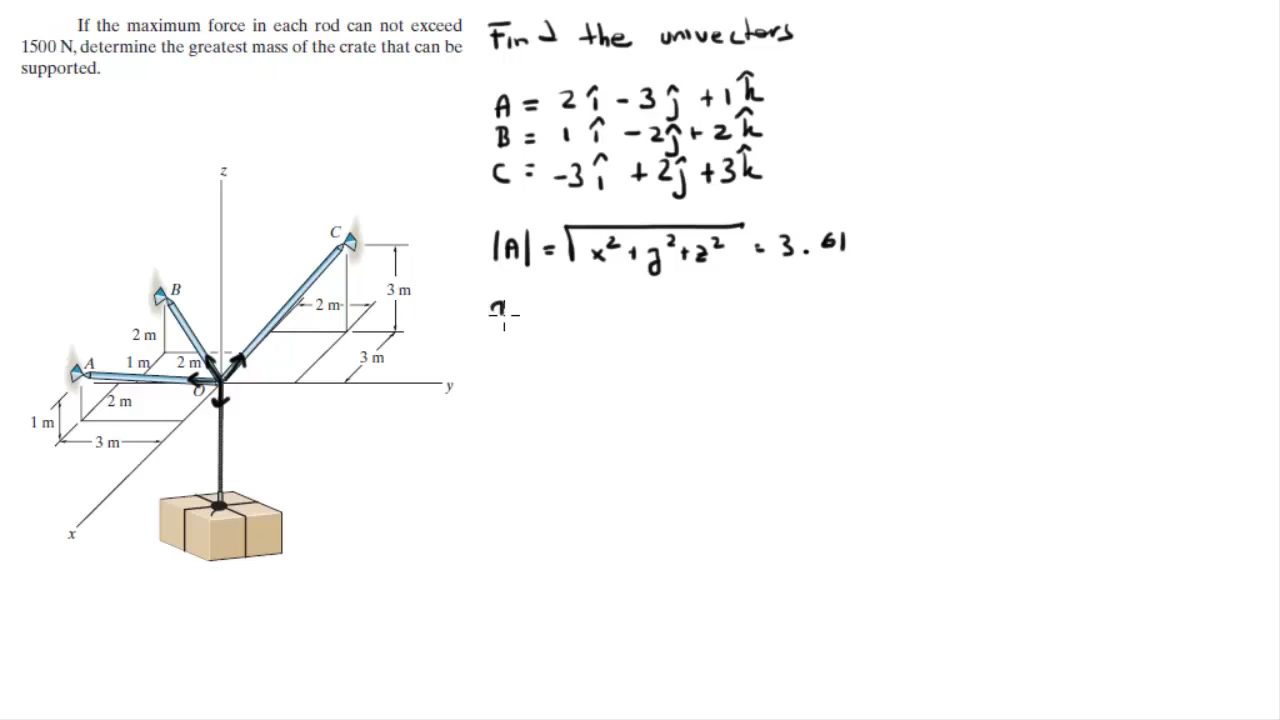 If the maximum force in each rod can not exceed
1500 N, determine the greatest mass of the crate that can be
supported.
Find the univectors
A = 2î - 3ĵ + 1k̂
B = 1î - 2ĵ + 2k̂
C = -3î + 2ĵ + 3k̂
|A| = √x² + y² + z² = 3.61
z
C
B
3 m
2 m
2 m
A
1 m
2 m
3 m
O
y
2 m
1 m
3 m
x